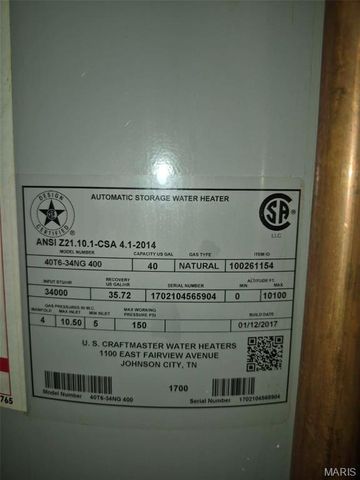 DESIGN
CERTIFIED
AUTOMATIC STORAGE WATER HEATER
CSA
LLC
ANSI Z21.10.1-CSA 4.1-2014
MODEL NUMBER CAPACITY US GAL GAS TYPE ITEM ID
40T6-34NG 400 40 NATURAL 100261154
INPUT BTU/HR RECOVERY US GAL/HR ALTITUDE FT. MIN MAX
34000 35.72 1702104565904 0 10100
GAS PRESSURES IN W.C. MANIFOLD MAX INLET MIN INLET MAX WORKING PRESSURE PSI BUILD DATE
4 10.50 5 150 01/12/2017
U. S. CRAFTMASTER WATER HEATERS
1100 EAST FAIRVIEW AVENUE
JOHNSON CITY, TN
1700
Model Number 40T6-34NG 400 Serial Number 1702104565904
765
MARIS